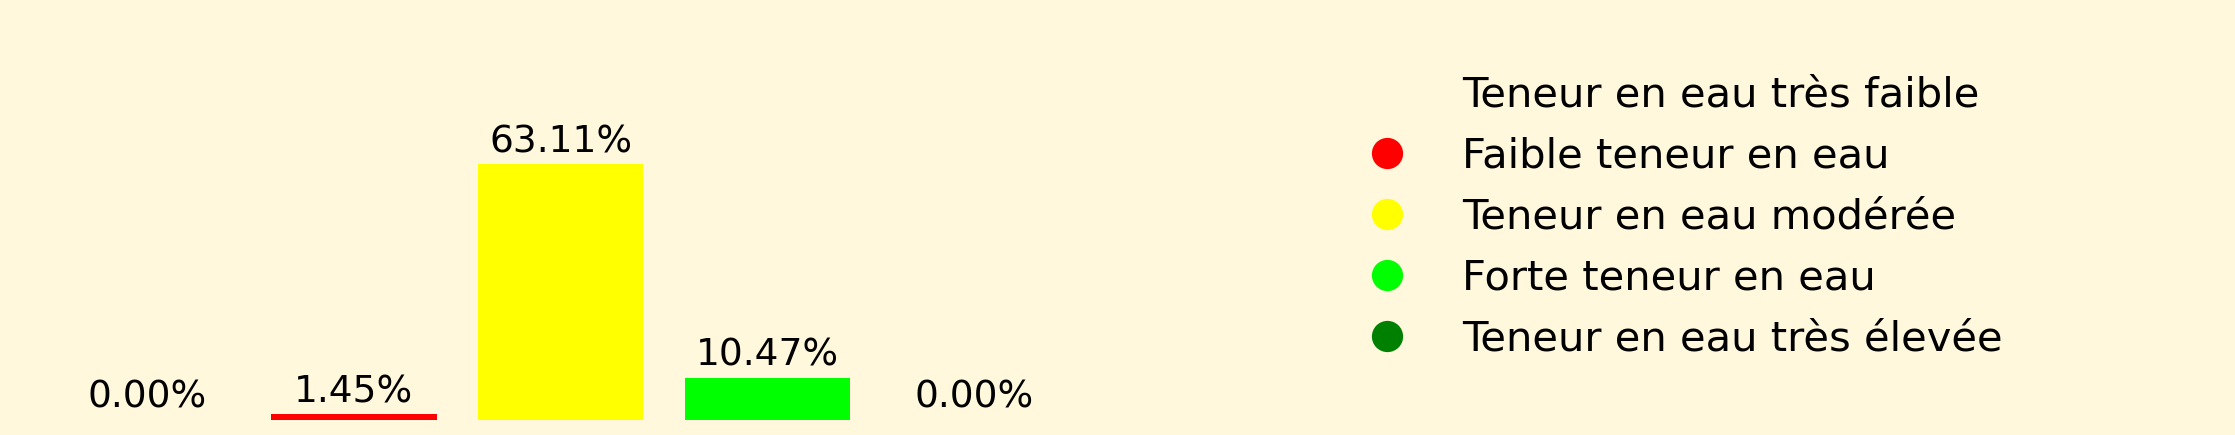 63.11%
10.47%
1.45%
0.00%
0.00%
Teneur en eau très faible
Faible teneur en eau
Teneur en eau modérée
Forte teneur en eau
Teneur en eau très élevée